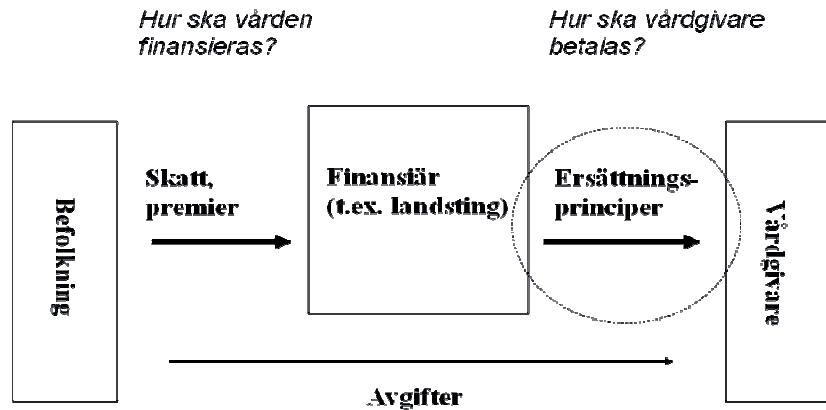 Hur ska vården
finansieras?
Hur ska vårdgivare
betalas?
Befolkning
Skatt,
premier
Finansiär
(t.ex. landsting)
Ersättnings-
principer
Vårdgivare
Avgifter